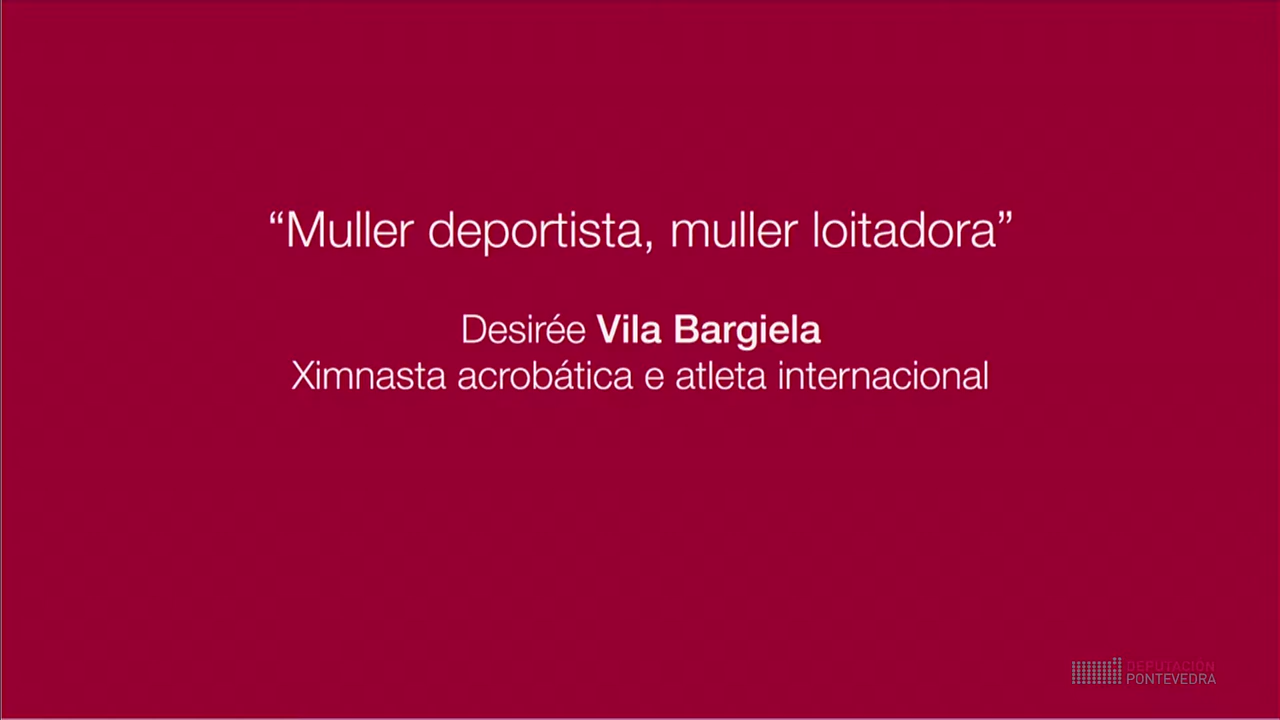 “Muller deportista, muller loitadora”
Desirée Vila Bargiela
Ximnasta acrobática e atleta internacional
DEPUTACIÓN
PONTEVEDRA